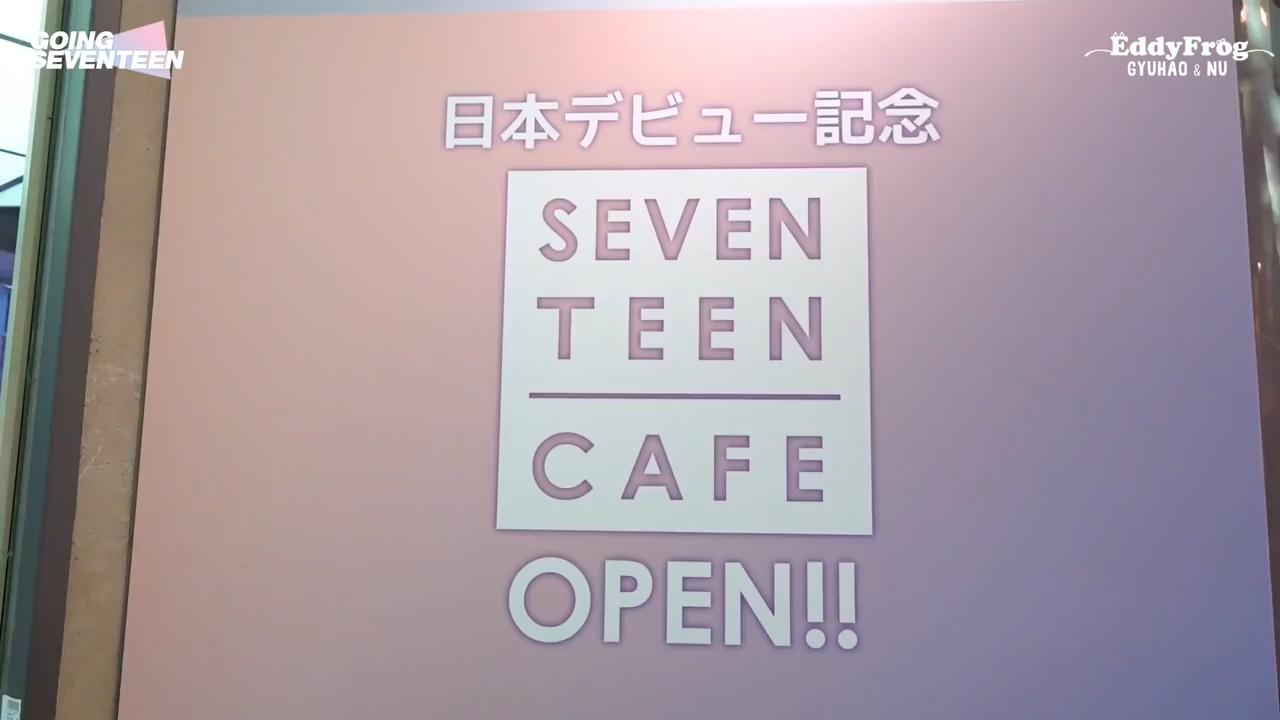 GOING
SEVENTEEN
EddyFrog
GYUHAO & NU
日本デビュー記念
SEVEN
TEEN
CAFE
OPEN!!